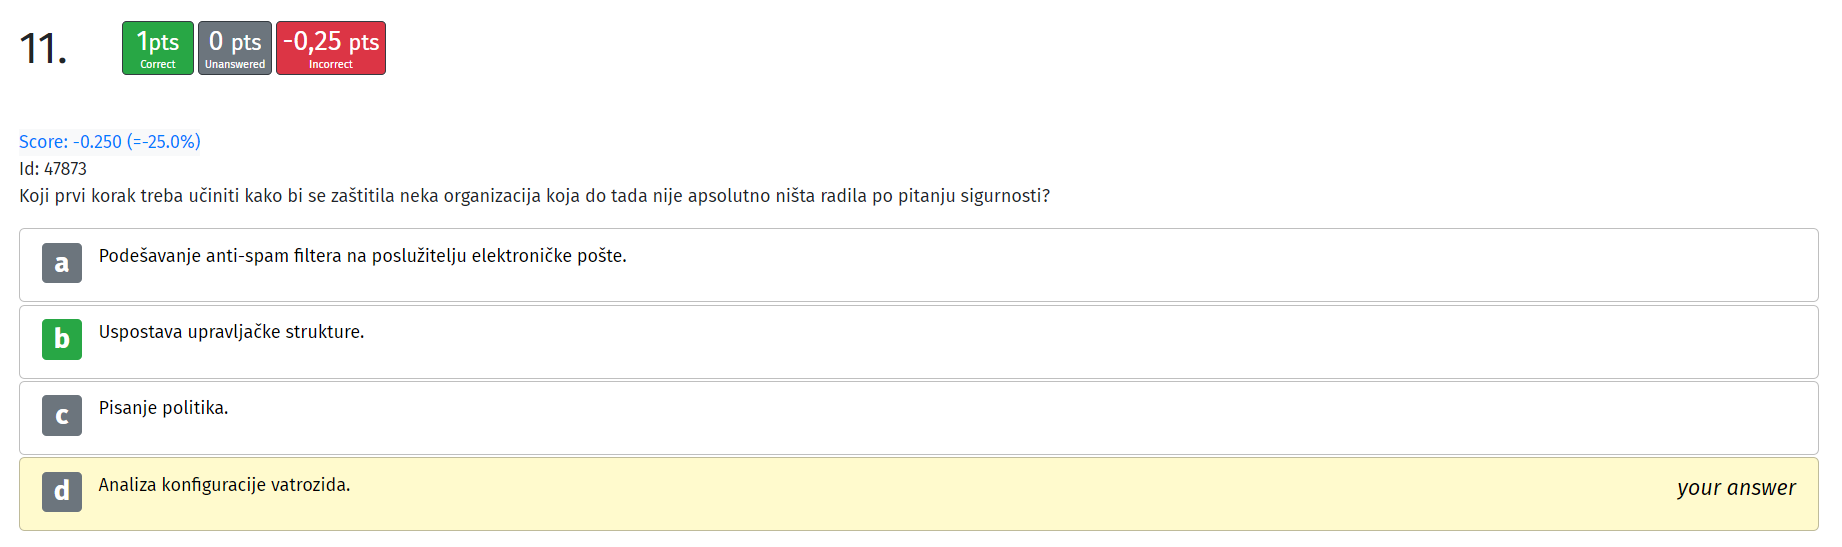 11.
1pts
Correct
0 pts
Unanswered
-0,25 pts
Incorrect
Score: -0.250 (=-25.0%)
Id: 47873
Koji prvi korak treba učiniti kako bi se zaštitila neka organizacija koja do tada nije apsolutno ništa radila po pitanju sigurnosti?
a Podešavanje anti-spam filtera na poslužitelju elektroničke pošte.
b Uspostava upravljačke strukture.
c Pisanje politika.
d Analiza konfiguracije vatrozida. your answer